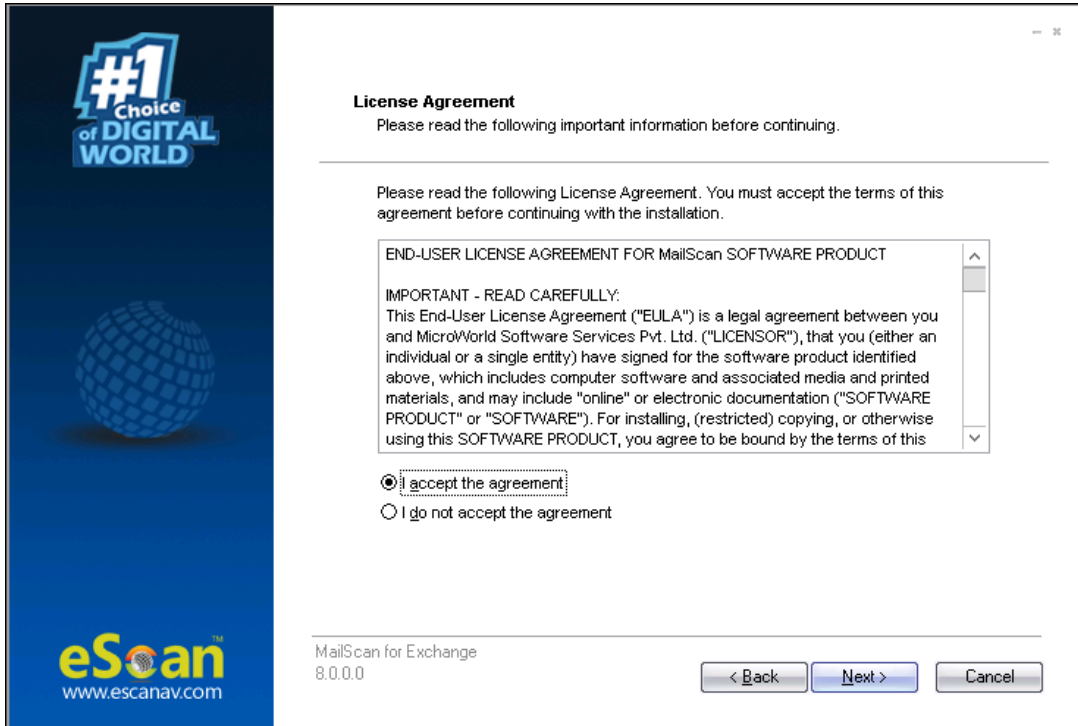 #1
Choice
of DIGITAL
WORLD
License Agreement
Please read the following important information before continuing.
Please read the following License Agreement. You must accept the terms of this
agreement before continuing with the installation.
END-USER LICENSE AGREEMENT FOR MailScan SOFTWARE PRODUCT
IMPORTANT - READ CAREFULLY:
This End-User License Agreement ("EULA") is a legal agreement between you
and MicroWorld Software Services Pvt. Ltd. ("LICENSOR"), that you (either an
individual or a single entity) have signed for the software product identified
above, which includes computer software and associated media and printed
materials, and may include "online" or electronic documentation ("SOFTWARE
PRODUCT" or "SOFTWARE"). For installing, (restricted) copying, or otherwise
using this SOFTWARE PRODUCT, you agree to be bound by the terms of this
I accept the agreement
I do not accept the agreement
eScan™
www.escanav.com
MailScan for Exchange
8.0.0.0
< Back
Next >
Cancel